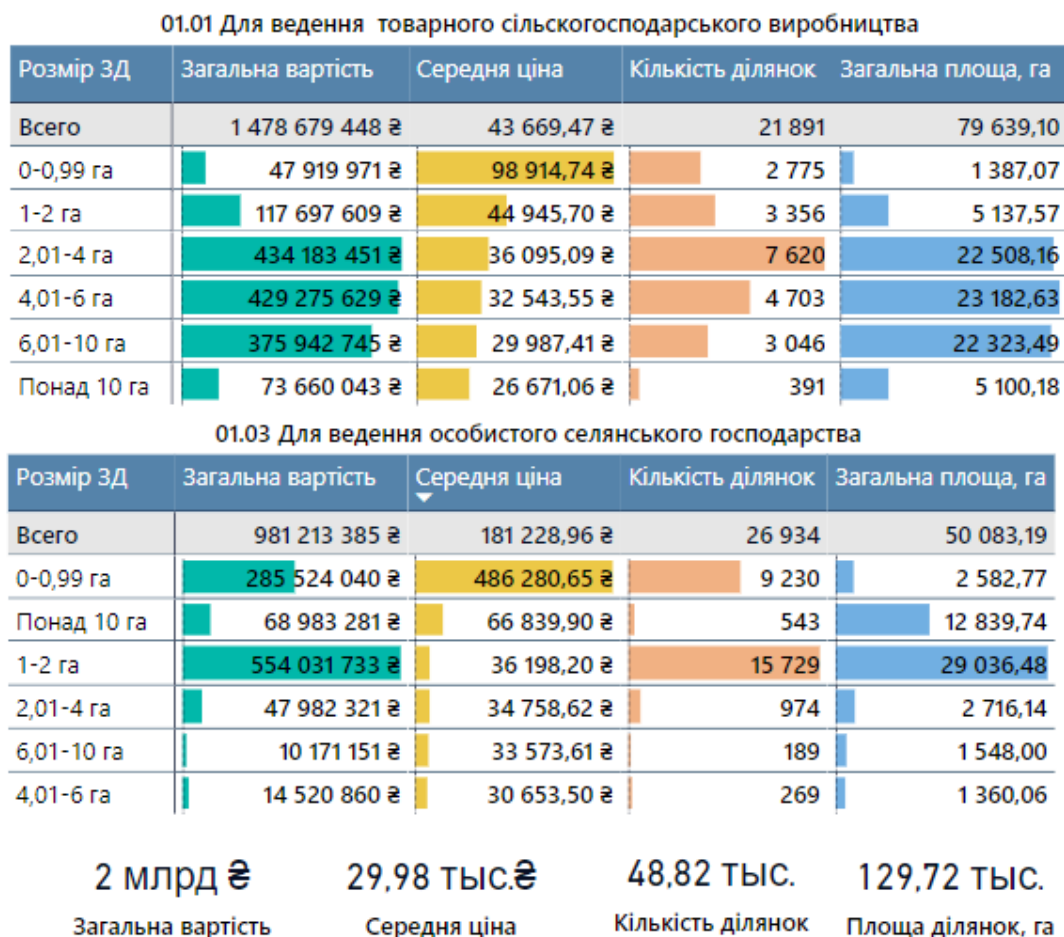 01.01 Для ведення товарного сільскогосподарського виробництва
Розмір ЗД Загальна вартість Середня ціна Кількість ділянок Загальна площа, га
Всего 1 478 679 448 ₴ 43 669,47 ₴ 21 891 79 639,10
0-0,99 га 47 919 971 ₴ 98 914,74 ₴ 2 775 1 387,07
1-2 га 117 697 609 ₴ 44 945,70 ₴ 3 356 5 137,57
2,01-4 га 434 183 451 ₴ 36 095,09 ₴ 7 620 22 508,16
4,01-6 га 429 275 629 ₴ 32 543,55 ₴ 4 703 23 182,63
6,01-10 га 375 942 745 ₴ 29 987,41 ₴ 3 046 22 323,49
Понад 10 га 73 660 043 ₴ 26 671,06 ₴ 391 5 100,18
01.03 Для ведення особистого селянського господарства
Розмір ЗД Загальна вартість Середня ціна Кількість ділянок Загальна площа, га
Всего 981 213 385 ₴ 181 228,96 ₴ 26 934 50 083,19
0-0,99 га 285 524 040 ₴ 486 280,65 ₴ 9 230 2 582,77
Понад 10 га 68 983 281 ₴ 66 839,90 ₴ 543 12 839,74
1-2 га 554 031 733 ₴ 36 198,20 ₴ 15 729 29 036,48
2,01-4 га 47 982 321 ₴ 34 758,62 ₴ 974 2 716,14
6,01-10 га 10 171 151 ₴ 33 573,61 ₴ 189 1 548,00
4,01-6 га 14 520 860 ₴ 30 653,50 ₴ 269 1 360,06
2 млрд ₴ 29,98 тыс.₴ 48,82 тыс. 129,72 тыс.
Загальна вартість Середня ціна Кількість ділянок Площа ділянок, га